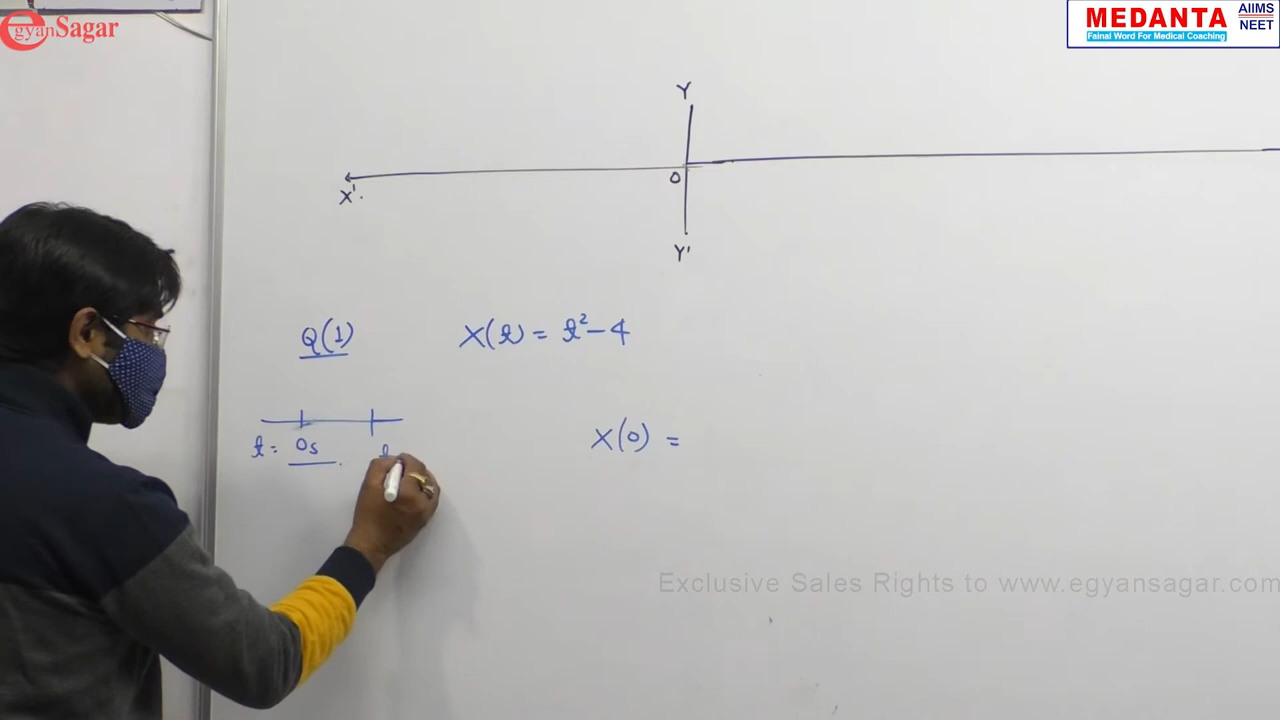 egyanSagar
MEDANTA AIIMS NEET
Fainal Word For Medical Coaching
Y
O
X'
Y'
Q(1) X(t) = t² - 4
t = 0s
X(0) =
Exclusive Sales Rights to www.egyansagar.com